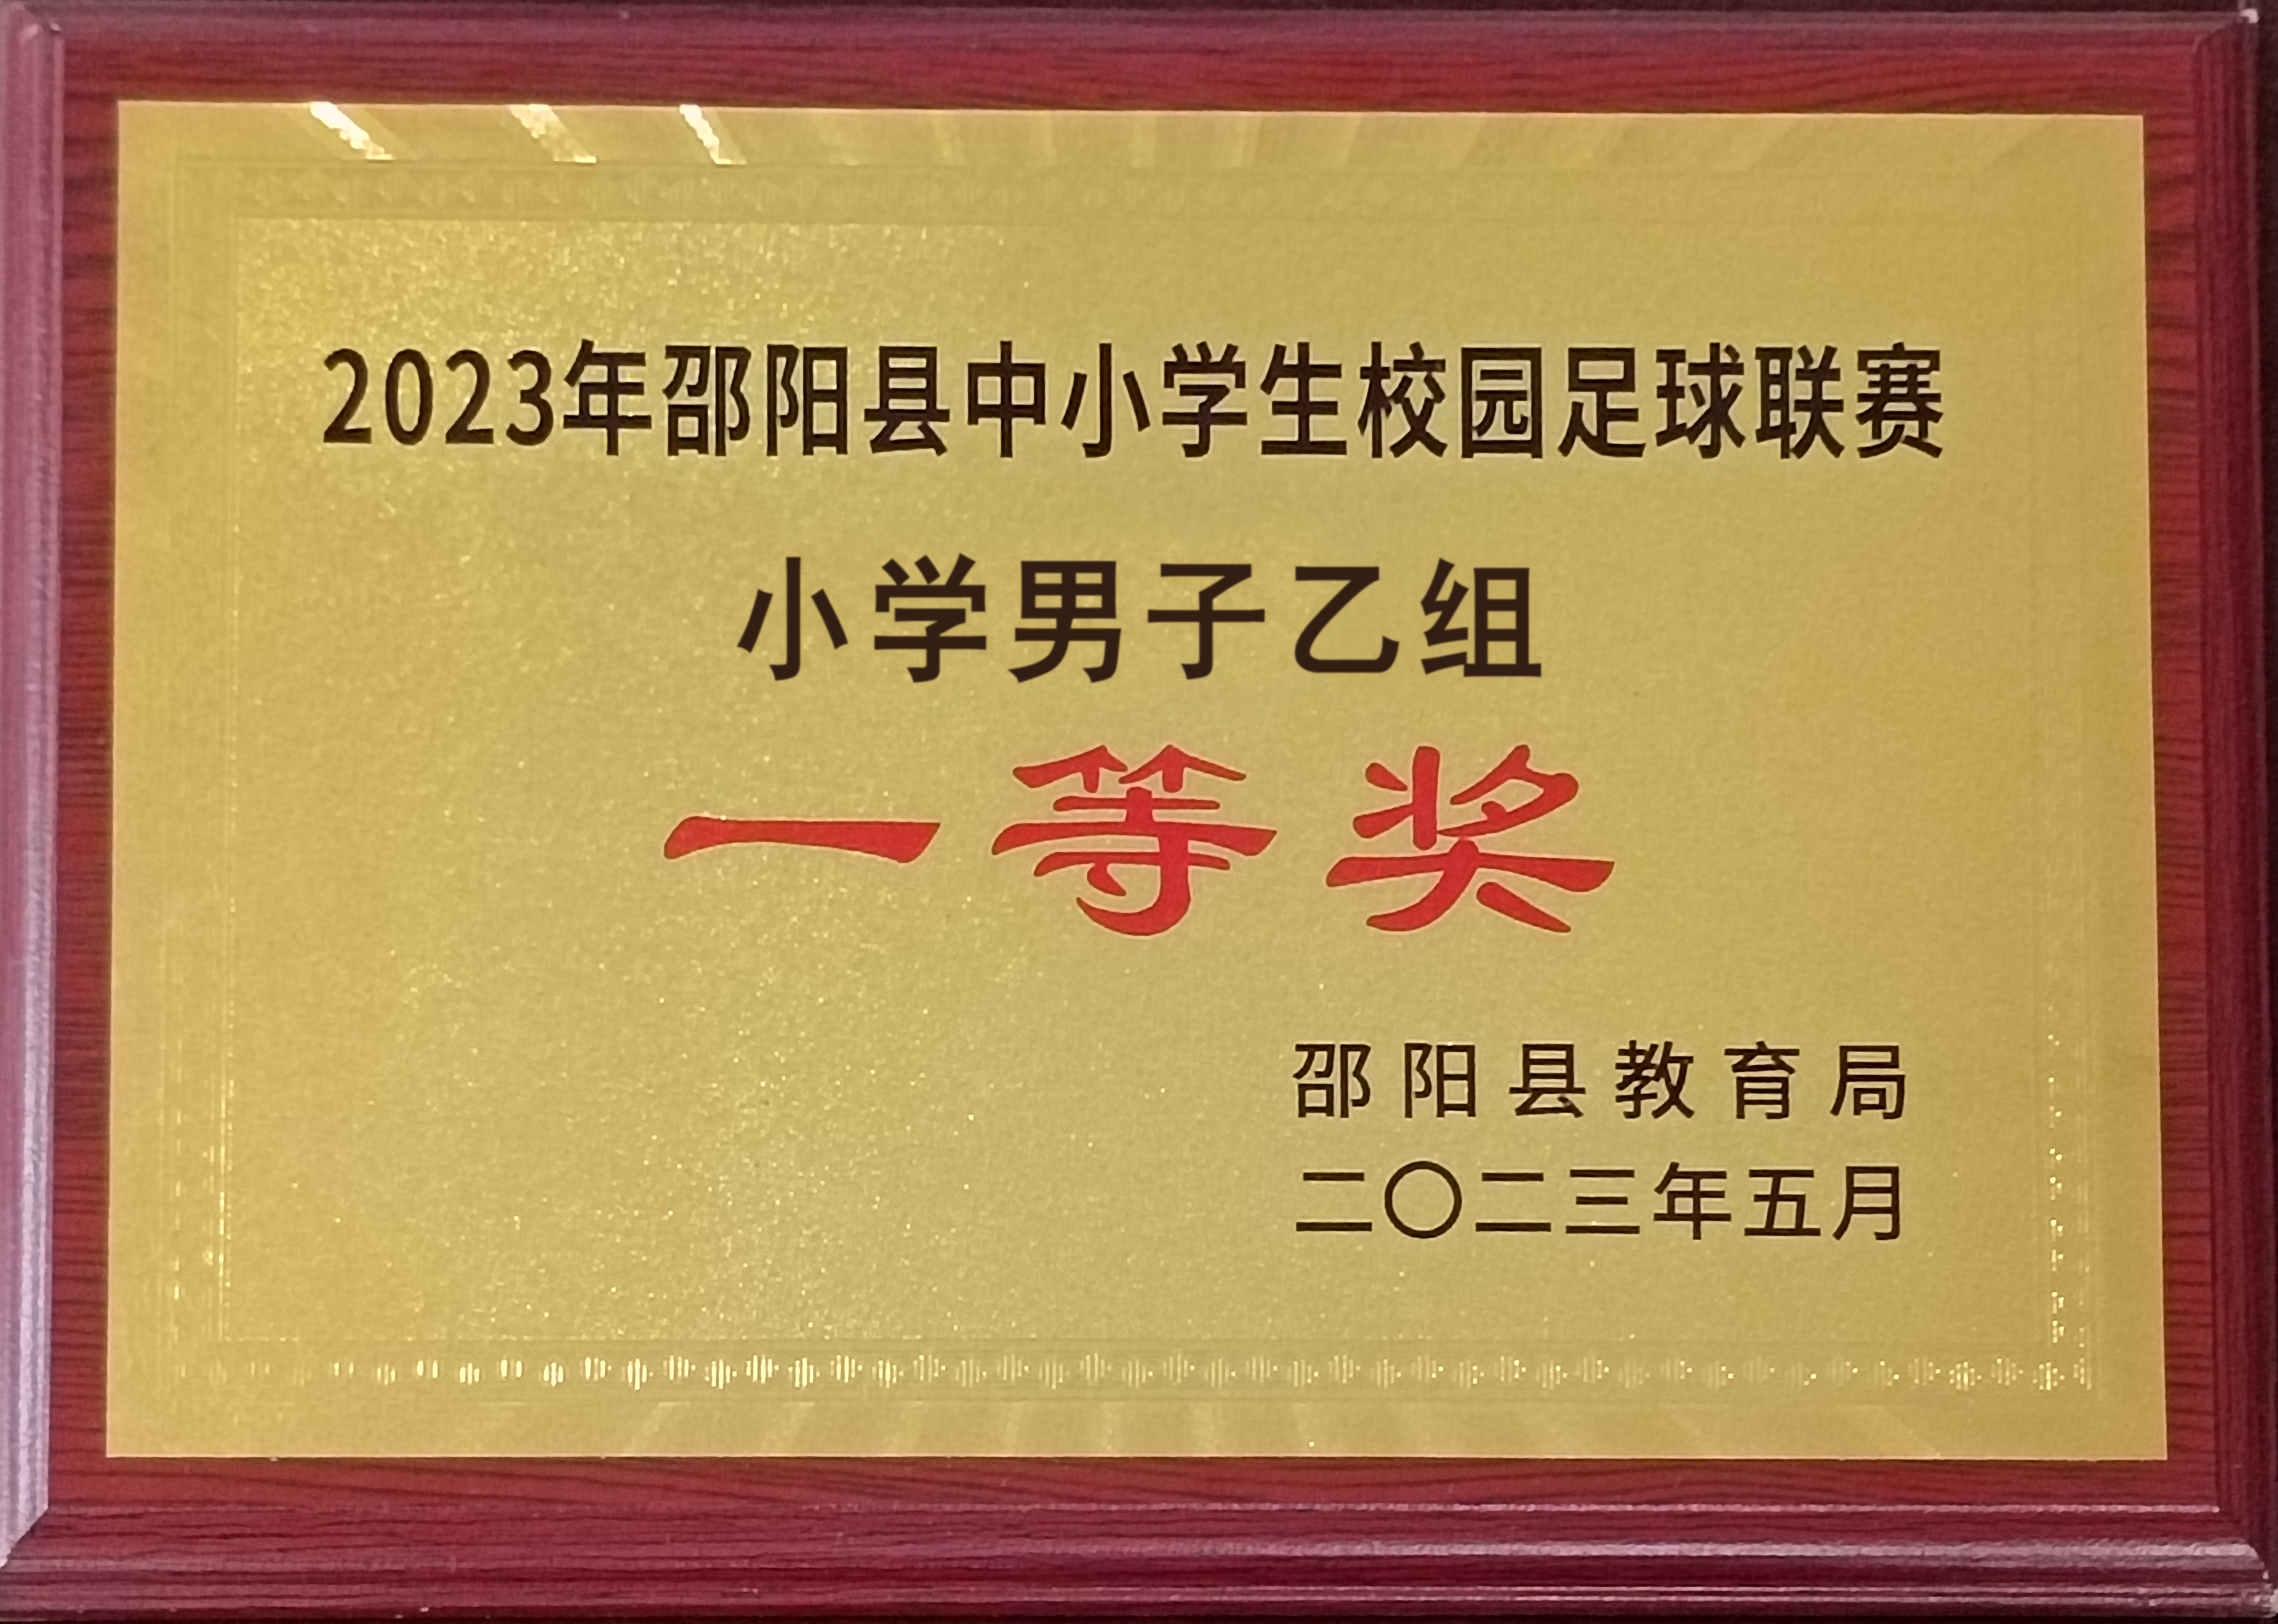 2023年邵阳县中小学生校园足球联赛
小学男子乙组
一等奖
邵阳县教育局
二〇二三年五月